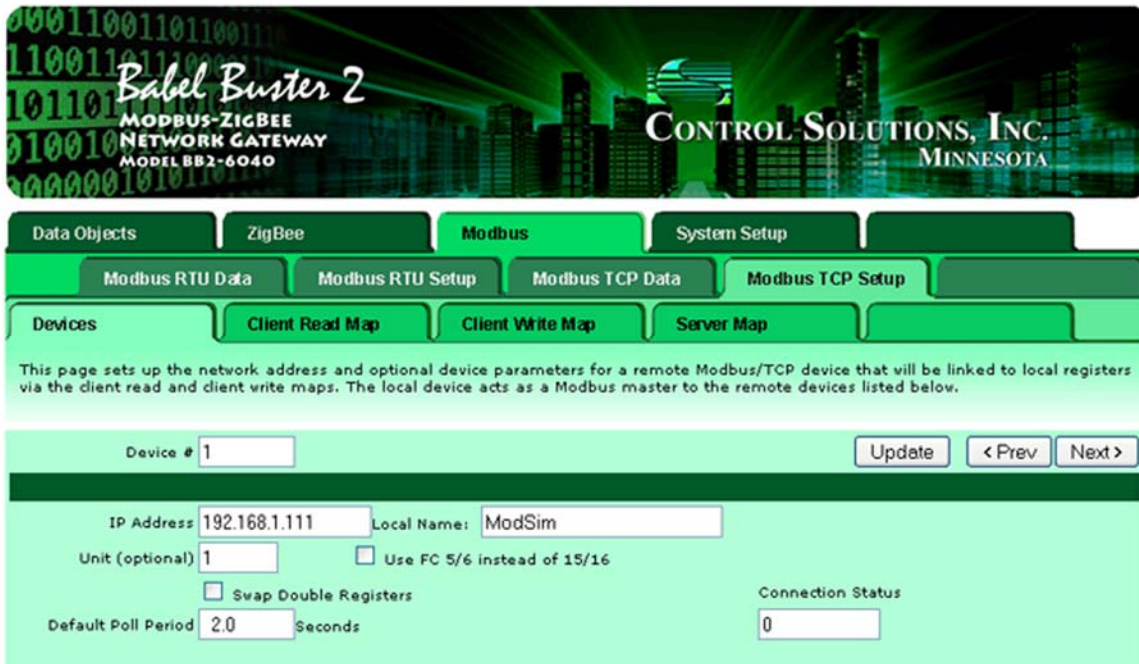 Babel Buster 2
MODBUS-ZIGBEE
NETWORK GATEWAY
MODEL BB2-6040
CONTROL SOLUTIONS, INC.
MINNESOTA
Data Objects ZigBee Modbus System Setup
Modbus RTU Data Modbus RTU Setup Modbus TCP Data Modbus TCP Setup
Devices Client Read Map Client Write Map Server Map
This page sets up the network address and optional device parameters for a remote Modbus/TCP device that will be linked to local registers
via the client read and client write maps. The local device acts as a Modbus master to the remote devices listed below.
Device # 1 Update < Prev Next >
IP Address 192.168.1.111 Local Name: ModSim
Unit (optional) 1 Use FC 5/6 instead of 15/16
Swap Double Registers Connection Status
Default Poll Period 2.0 Seconds 0